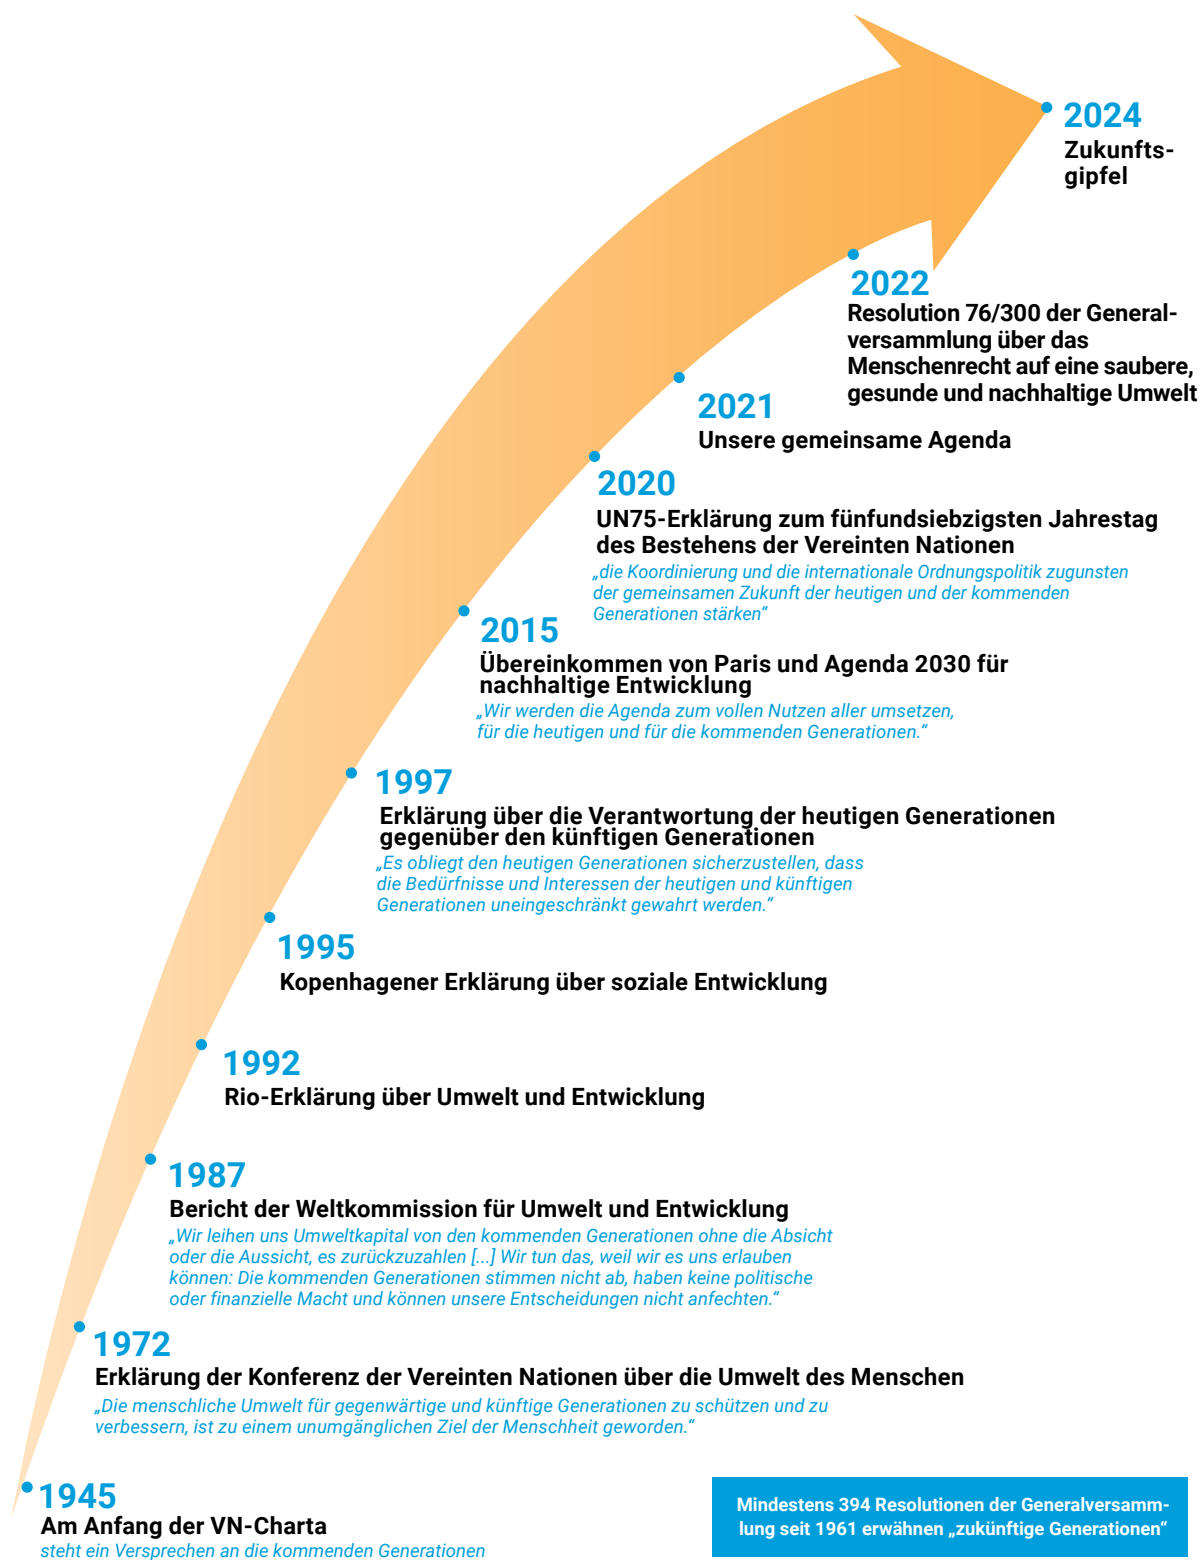 2024
Zukunfts-
gipfel
2022
Resolution 76/300 der General-
versammlung über das
Menschenrecht auf eine saubere,
gesunde und nachhaltige Umwelt
2021
Unsere gemeinsame Agenda
2020
UN75-Erklärung zum fünfundsiebzigsten Jahrestag
des Bestehens der Vereinten Nationen
„die Koordinierung und die internationale Ordnungspolitik zugunsten
der gemeinsamen Zukunft der heutigen und der kommenden
Generationen stärken“
2015
Übereinkommen von Paris und Agenda 2030 für
nachhaltige Entwicklung
„Wir werden die Agenda zum vollen Nutzen aller umsetzen,
für die heutigen und für die kommenden Generationen.“
1997
Erklärung über die Verantwortung der heutigen Generationen
gegenüber den künftigen Generationen
„Es obliegt den heutigen Generationen sicherzustellen, dass
die Bedürfnisse und Interessen der heutigen und künftigen
Generationen uneingeschränkt gewahrt werden.“
1995
Kopenhagener Erklärung über soziale Entwicklung
1992
Rio-Erklärung über Umwelt und Entwicklung
1987
Bericht der Weltkommission für Umwelt und Entwicklung
„Wir leihen uns Umweltkapital von den kommenden Generationen ohne die Absicht
oder die Aussicht, es zurückzuzahlen [...] Wir tun das, weil wir es uns erlauben
können: Die kommenden Generationen stimmen nicht ab, haben keine politische
oder finanzielle Macht und können unsere Entscheidungen nicht anfechten.“
1972
Erklärung der Konferenz der Vereinten Nationen über die Umwelt des Menschen
„Die menschliche Umwelt für gegenwärtige und künftige Generationen zu schützen und zu
verbessern, ist zu einem unumgänglichen Ziel der Menschheit geworden.“
1945
Am Anfang der VN-Charta
steht ein Versprechen an die kommenden Generationen
Mindestens 394 Resolutionen der Generalversamm-
lung seit 1961 erwähnen „zukünftige Generationen“